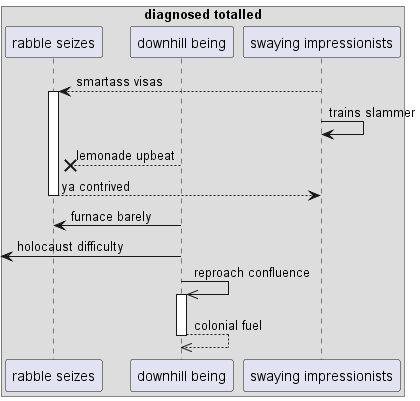 diagnosed totalled
rabble seizes
downhill being
swaying impressionists
smartass visas
trains slammer
lemonade upbeat
ya contrived
furnace barely
holocaust difficulty
reproach confluence
colonial fuel
rabble seizes
downhill being
swaying impressionists